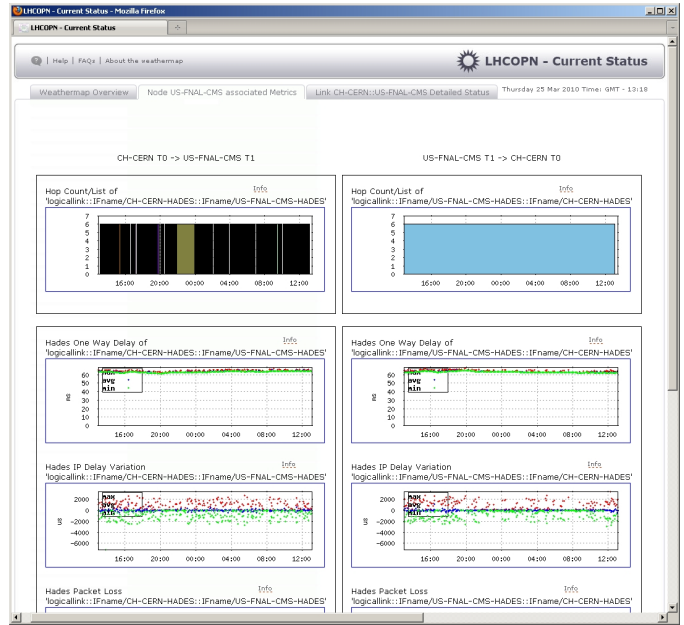 LHCOPN - Current Status - Mozilla Firefox
LHCOPN - Current Status
? | Help | FAQs | About the weathermap
LHCOPN - Current Status
Weathermap Overview Node US-FNAL-CMS associated Metrics Link CH-CERN::US-FNAL-CMS Detailed Status Thursday 25 Mar 2010 Time: GMT - 13:18
CH-CERN T0 -> US-FNAL-CMS T1
Hop Count/List of Info
'logicallink::IFname/CH-CERN-HADES::IFname/US-FNAL-CMS-HADES'
7
6
5
4
3
2
1
0
16:00 20:00 00:00 04:00 08:00 12:00
Hades One Way Delay of Info
'logicallink::IFname/CH-CERN-HADES::IFname/US-FNAL-CMS-HADES'
60
50
40
30
20
10
0
ms
max
avg
min
16:00 20:00 00:00 04:00 08:00 12:00
Hades IP Delay Variation Info
'logicallink::IFname/CH-CERN-HADES::IFname/US-FNAL-CMS-HADES'
2000
0
-2000
-4000
-6000
us
max
avg
min
16:00 20:00 00:00 04:00 08:00 12:00
Hades Packet Loss Info
'logicallink::IFname/CH-CERN-HADES::IFname/US-FNAL-CMS-HADES'
US-FNAL-CMS T1 -> CH-CERN T0
Hop Count/List of Info
'logicallink::IFname/CH-CERN-HADES::IFname/US-FNAL-CMS-HADES'
7
6
5
4
3
2
1
0
16:00 20:00 00:00 04:00 08:00 12:00
Hades One Way Delay of Info
'logicallink::IFname/CH-CERN-HADES::IFname/US-FNAL-CMS-HADES'
60
50
40
30
20
10
0
ms
max
avg
min
16:00 20:00 00:00 04:00 08:00 12:00
Hades IP Delay Variation Info
'logicallink::IFname/CH-CERN-HADES::IFname/US-FNAL-CMS-HADES'
2000
0
-2000
-4000
-6000
us
max
avg
min
16:00 20:00 00:00 04:00 08:00 12:00
Hades Packet Loss Info
'logicallink::IFname/CH-CERN-HADES::IFname/US-FNAL-CMS-HADES'